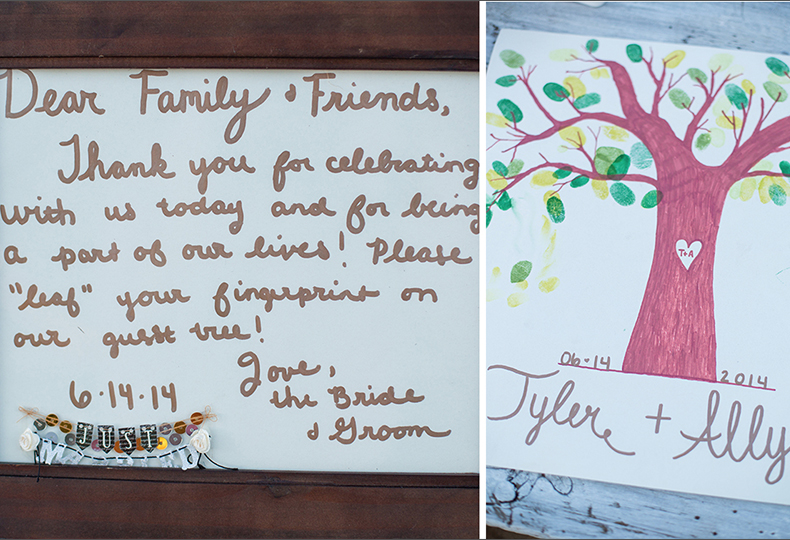 Dear Family & Friends,
Thank you for celebrating
with us today and for being
a part of our lives! Please
"leaf" your fingerprint on
our guest tree!
Love,
the Bride
& Groom
6·14·14
JUST
T+A
06·14
2014
Tyler + Ally